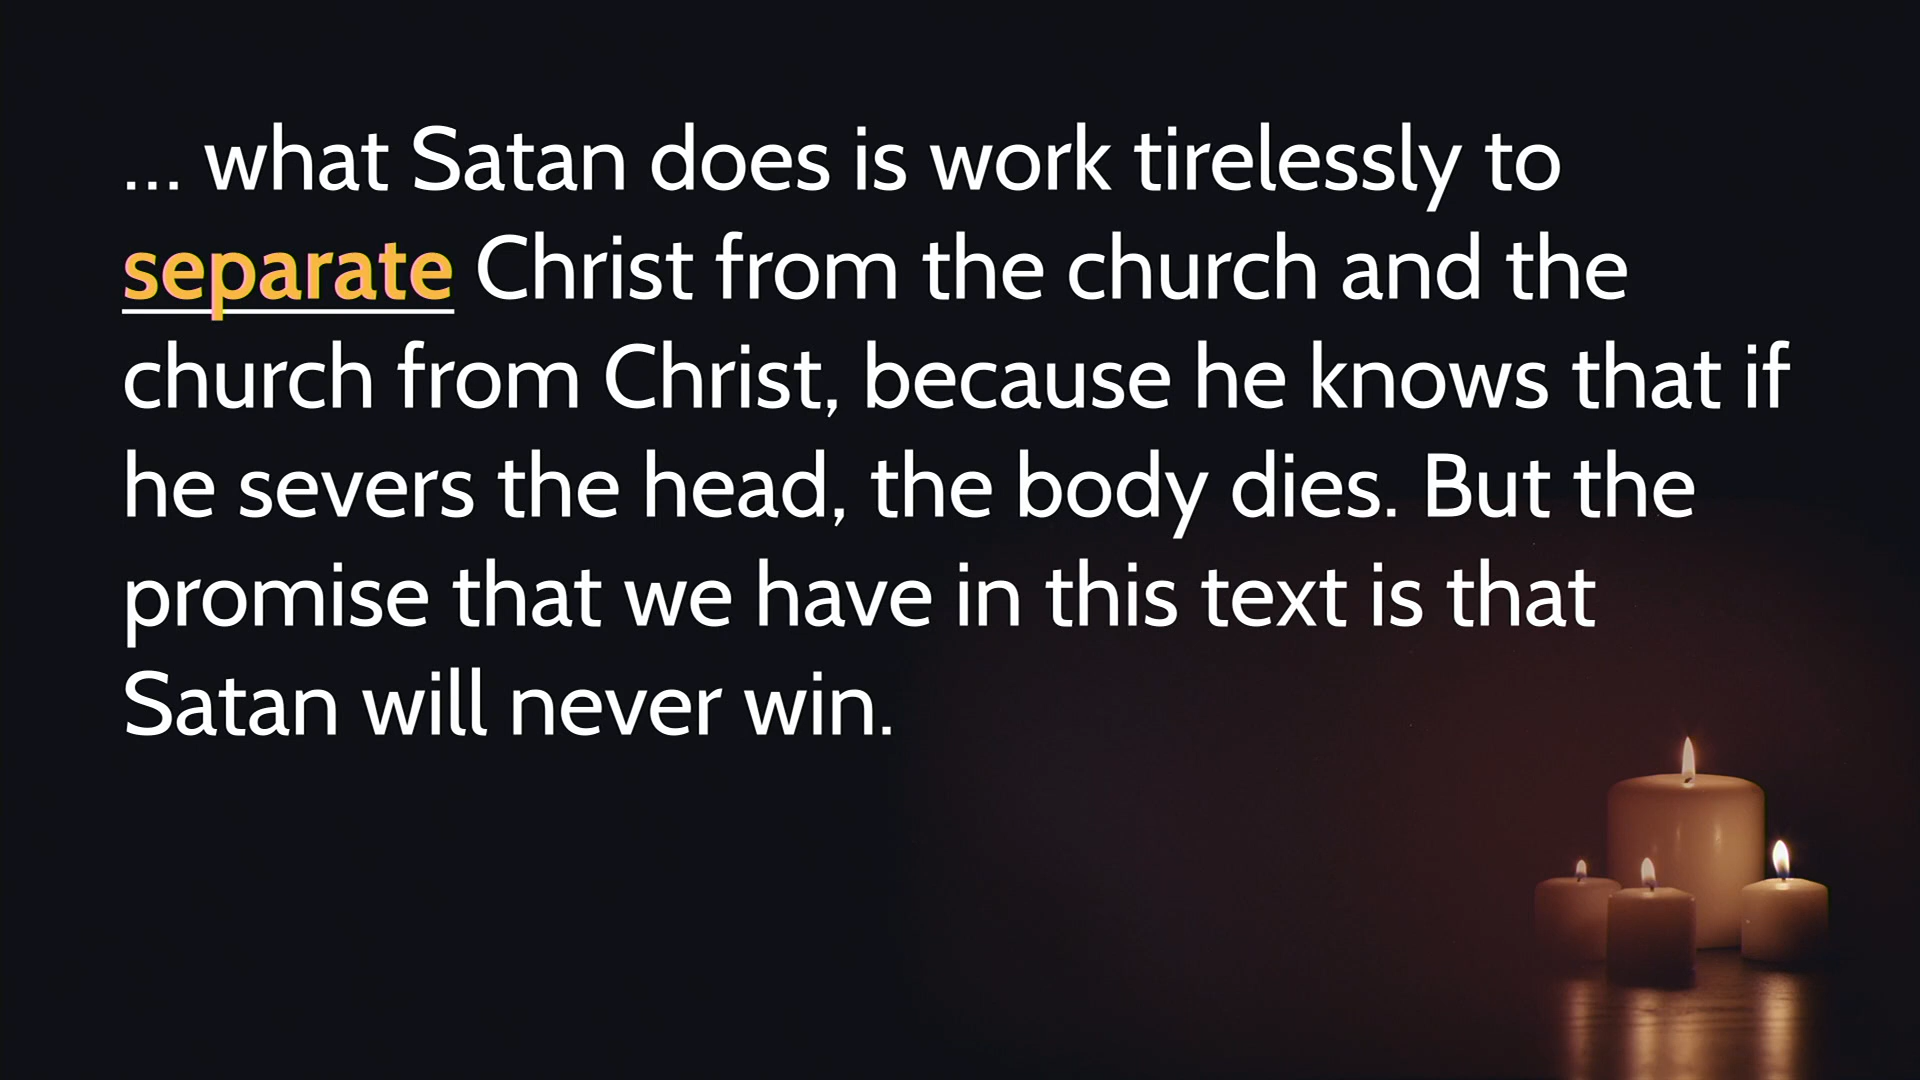 ... what Satan does is work tirelessly to
separate Christ from the church and the
church from Christ, because he knows that if
he severs the head, the body dies. But the
promise that we have in this text is that
Satan will never win.